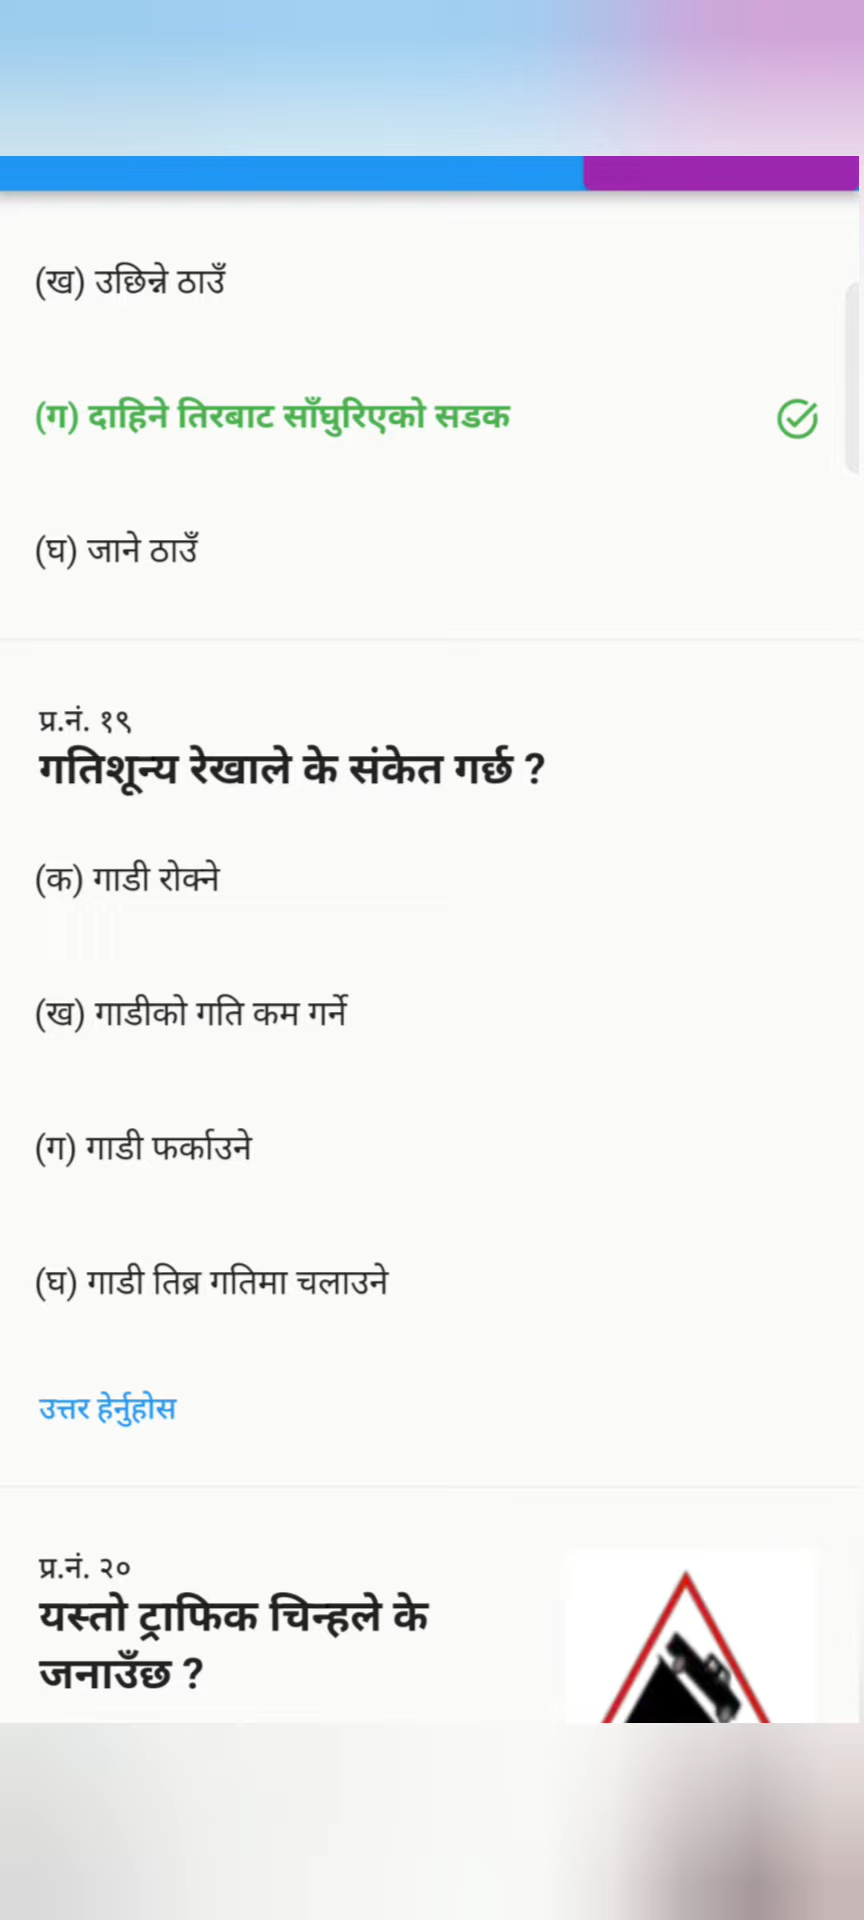 (ख) उछिन्ने ठाउँ
(ग) दाहिने तिरबाट साँघुरिएको सडक
(घ) जाने ठाउँ
प्र.नं. १९
गतिशून्य रेखाले के संकेत गर्छ ?
(क) गाडी रोक्ने
(ख) गाडीको गति कम गर्ने
(ग) गाडी फर्काउने
(घ) गाडी तिब्र गतिमा चलाउने
उत्तर हेर्नुहोस
प्र.नं. २०
यस्तो ट्राफिक चिन्हले के
जनाउँछ ?